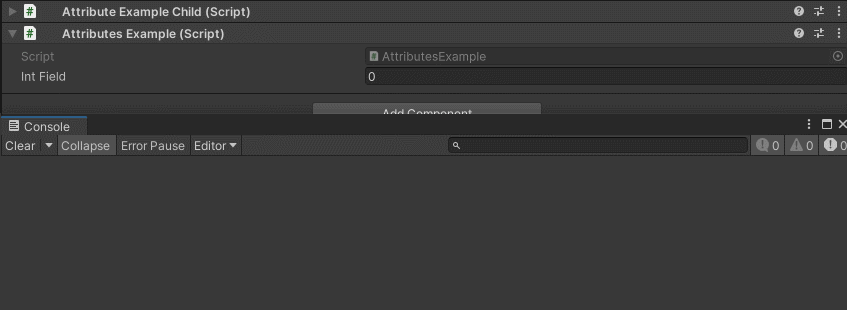 # Attribute Example Child (Script)
# Attributes Example (Script)
Script # AttributesExample
Int Field 0
Add Component
Console
Clear Collapse Error Pause Editor 0 0 0